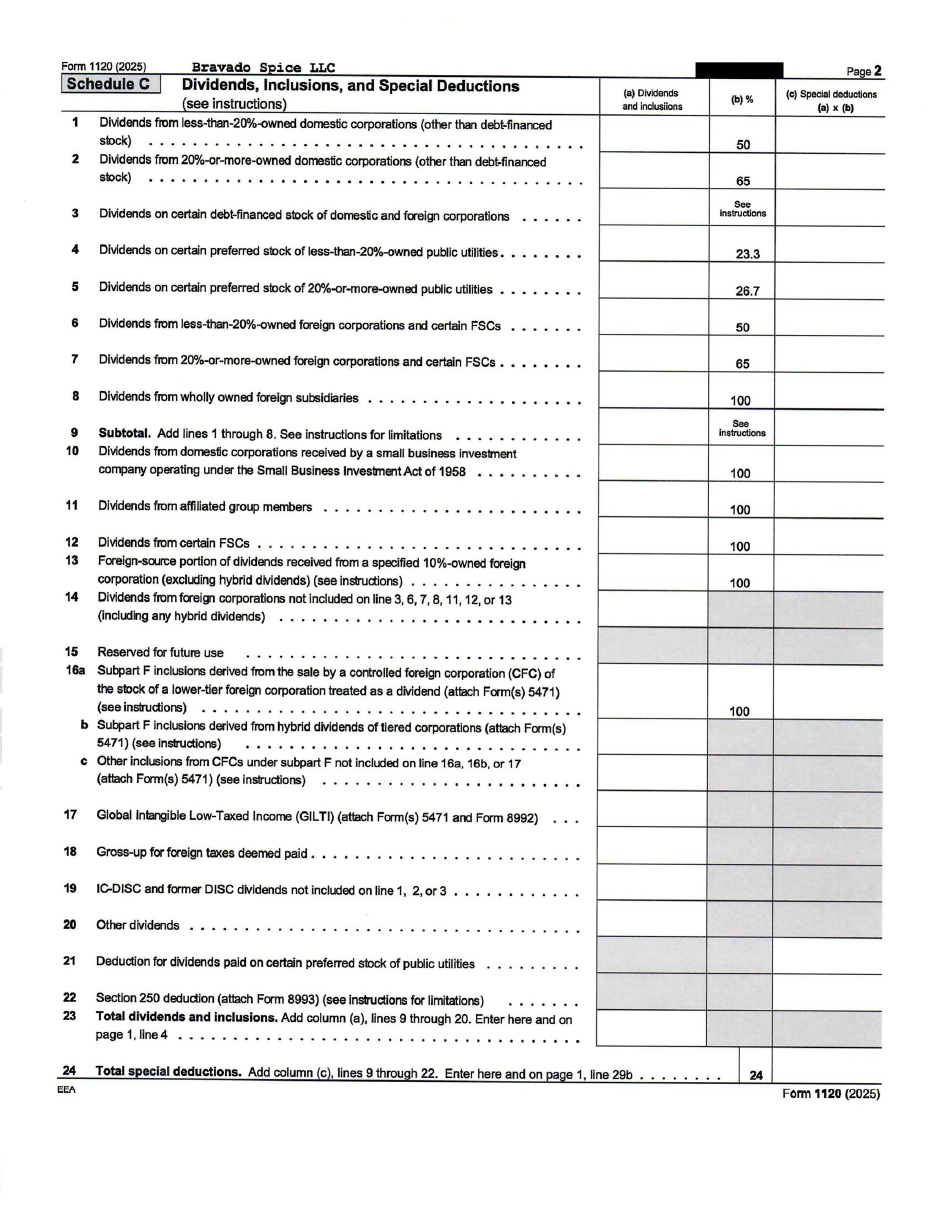 Form 1120 (2025) Bravado Spice LLC Page 2
Schedule C Dividends, Inclusions, and Special Deductions
(see instructions)
(a) Dividends
and inclusiions
(b) %
(c) Special deductions
(a) x (b)
1 Dividends from less-than-20%-owned domestic corporations (other than debt-financed
stock) . . . . . . . . . . . . . . . . . . . . . . . . . . . . . . . . . . . . . 50
2 Dividends from 20%-or-more-owned domestic corporations (other than debt-financed
stock) . . . . . . . . . . . . . . . . . . . . . . . . . . . . . . . . . . . . . 65
See
3 Dividends on certain debt-financed stock of domestic and foreign corporations . . . . . . instructions
4 Dividends on certain preferred stock of less-than-20%-owned public utilities . . . . . . . . 23.3
5 Dividends on certain preferred stock of 20%-or-more-owned public utilities . . . . . . . . 26.7
6 Dividends from less-than-20%-owned foreign corporations and certain FSCs . . . . . . . 50
7 Dividends from 20%-or-more-owned foreign corporations and certain FSCs . . . . . . . . 65
8 Dividends from wholly owned foreign subsidiaries . . . . . . . . . . . . . . . . . . . . 100
See
9 Subtotal. Add lines 1 through 8. See instructions for limitations . . . . . . . . . . . . instructions
10 Dividends from domestic corporations received by a small business investment
company operating under the Small Business Investment Act of 1958 . . . . . . . . . . 100
11 Dividends from affiliated group members . . . . . . . . . . . . . . . . . . . . . . . . 100
12 Dividends from certain FSCs . . . . . . . . . . . . . . . . . . . . . . . . . . . . . . 100
13 Foreign-source portion of dividends received from a specified 10%-owned foreign
corporation (excluding hybrid dividends) (see instructions) . . . . . . . . . . . . . . . . 100
14 Dividends from foreign corporations not included on line 3, 6, 7, 8, 11, 12, or 13
(including any hybrid dividends) . . . . . . . . . . . . . . . . . . . . . . . . . . . .
15 Reserved for future use . . . . . . . . . . . . . . . . . . . . . . . . . . . . . . .
16a Subpart F inclusions derived from the sale by a controlled foreign corporation (CFC) of
the stock of a lower-tier foreign corporation treated as a dividend (attach Form(s) 5471)
(see instructions) . . . . . . . . . . . . . . . . . . . . . . . . . . . . . . . . . . . 100
b Subpart F inclusions derived from hybrid dividends of tiered corporations (attach Form(s)
5471) (see instructions) . . . . . . . . . . . . . . . . . . . . . . . . . . . . . . .
c Other inclusions from CFCs under subpart F not included on line 16a, 16b, or 17
(attach Form(s) 5471) (see instructions) . . . . . . . . . . . . . . . . . . . . . . . .
17 Global Intangible Low-Taxed Income (GILTI) (attach Form(s) 5471 and Form 8992) . . .
18 Gross-up for foreign taxes deemed paid . . . . . . . . . . . . . . . . . . . . . . . . .
19 IC-DISC and former DISC dividends not included on line 1, 2, or 3 . . . . . . . . . . . .
20 Other dividends . . . . . . . . . . . . . . . . . . . . . . . . . . . . . . . . . . . .
21 Deduction for dividends paid on certain preferred stock of public utilities . . . . . . . . .
22 Section 250 deduction (attach Form 8993) (see instructions for limitations) . . . . . . .
23 Total dividends and inclusions. Add column (a), lines 9 through 20. Enter here and on
page 1, line 4 . . . . . . . . . . . . . . . . . . . . . . . . . . . . . . . . . . . . .
24 Total special deductions. Add column (c), lines 9 through 22. Enter here and on page 1, line 29b . . . . . . . . 24
EEA Form 1120 (2025)